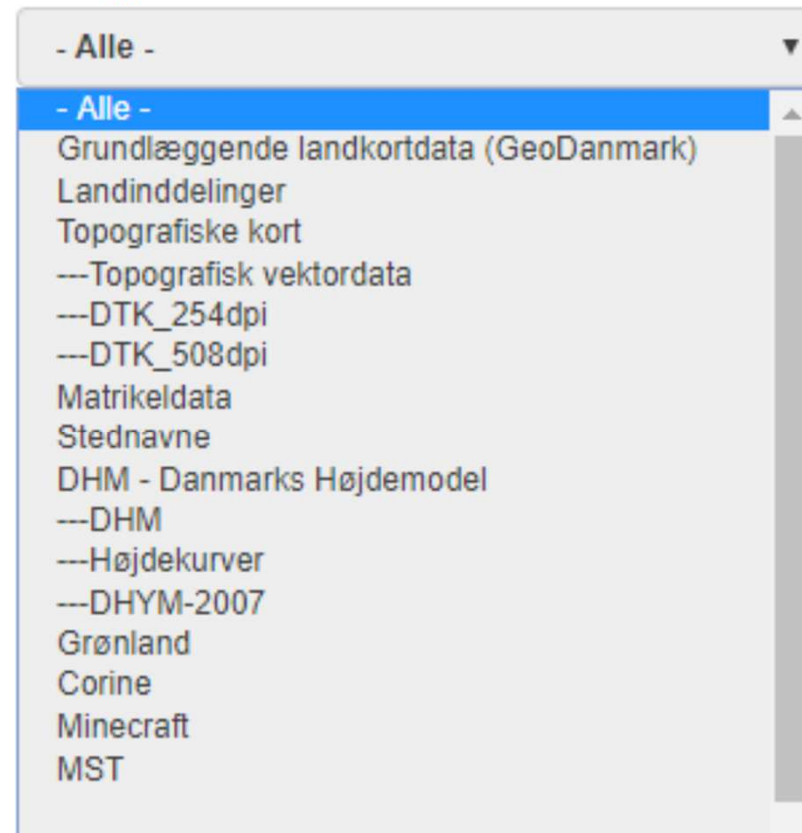 - Alle -
- Alle -
Grundlæggende landkortdata (GeoDanmark)
Landinddelinger
Topografiske kort
---Topografisk vektordata
---DTK_254dpi
---DTK_508dpi
Matrikeldata
Stednavne
DHM - Danmarks Højdemodel
---DHM
---Højdekurver
---DHYM-2007
Grønland
Corine
Minecraft
MST